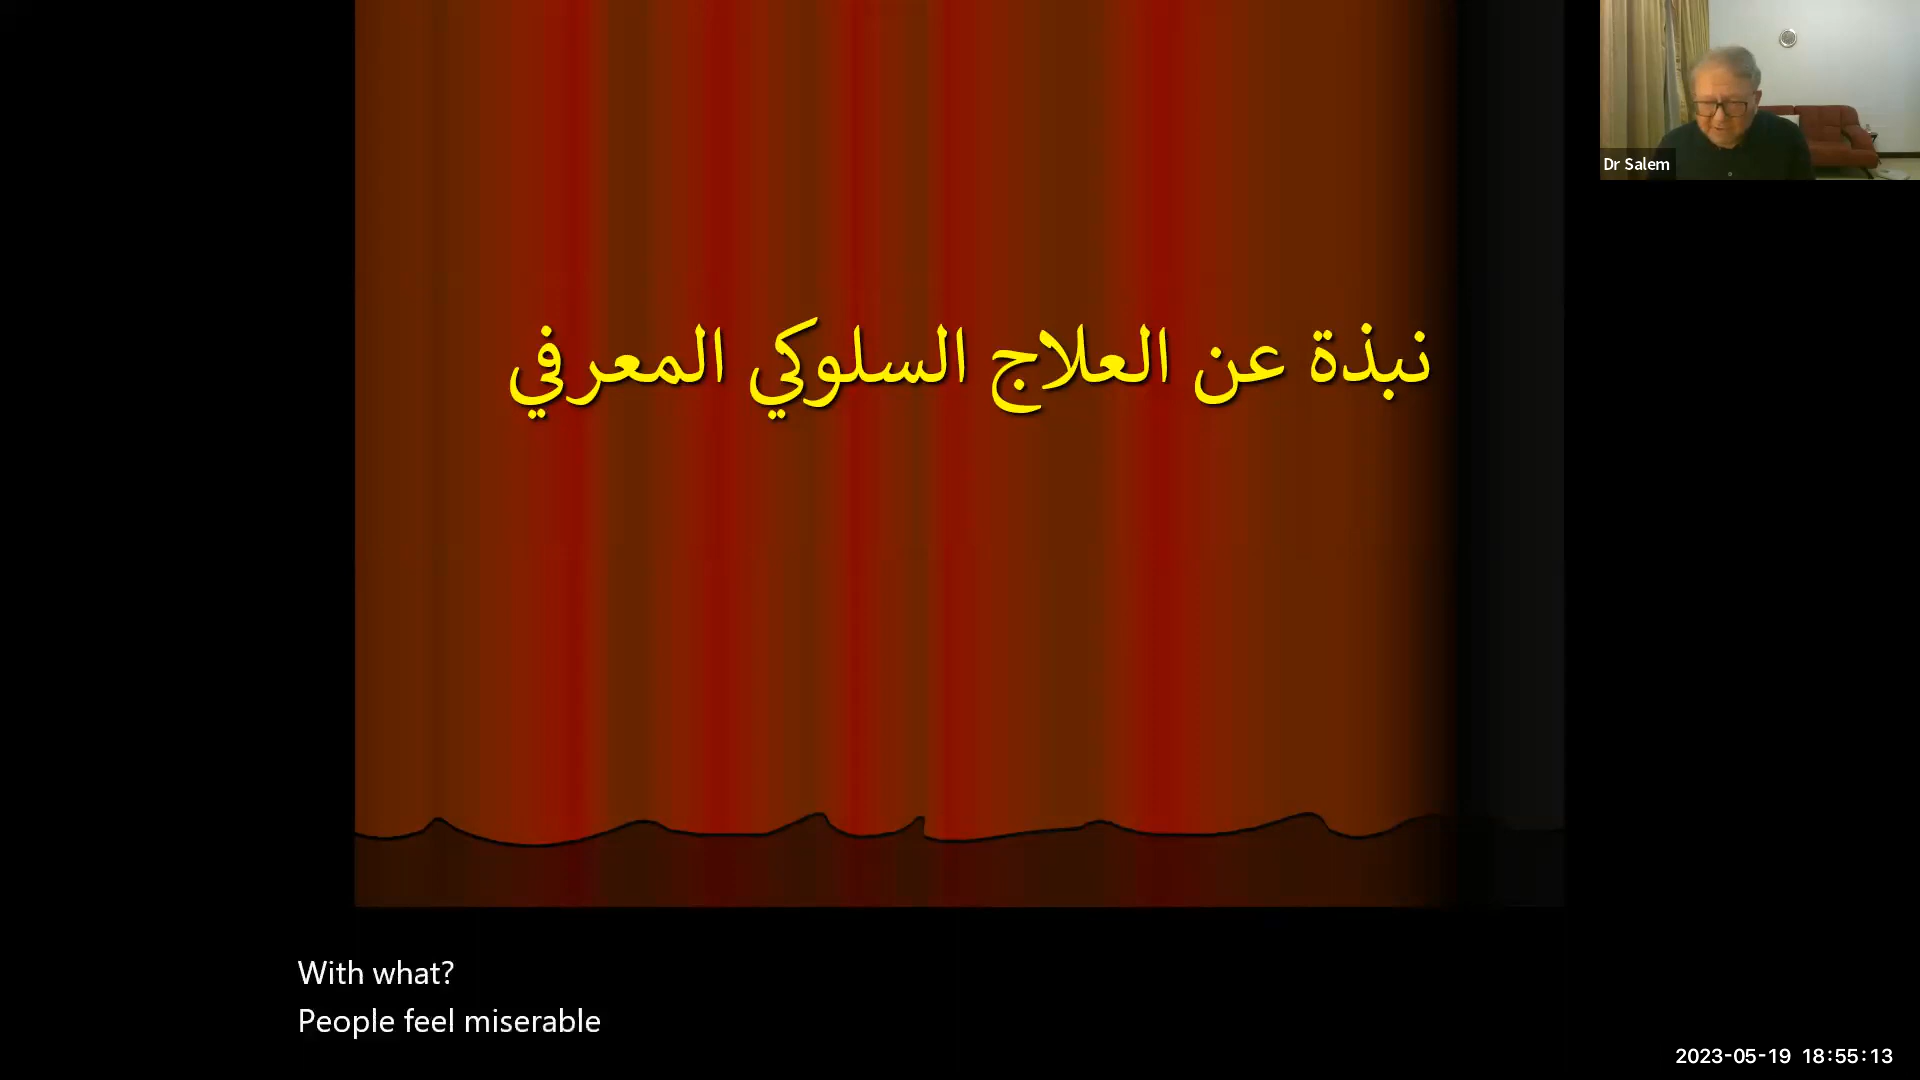 Dr Salem
نبذة عن العلاج السلوكي المعرفي
With what?
People feel miserable
2023-05-19 18:55:13